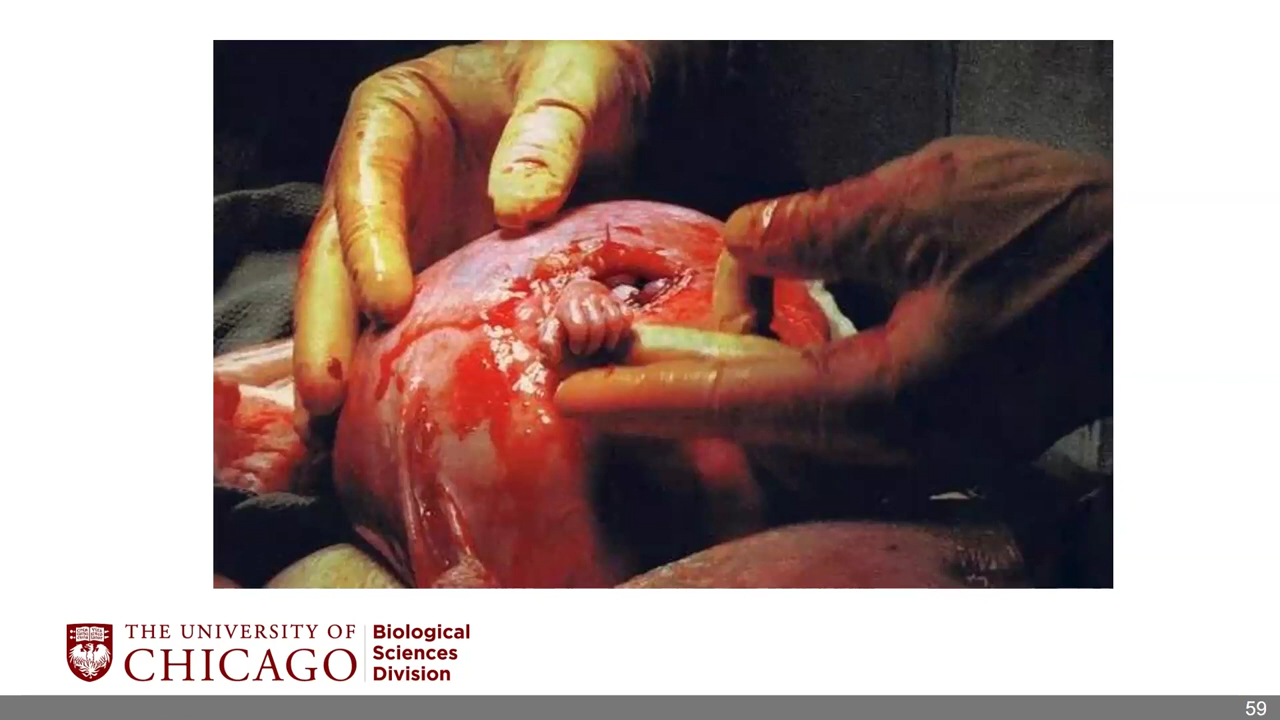 THE UNIVERSITY OF
CHICAGO
Biological
Sciences
Division
59